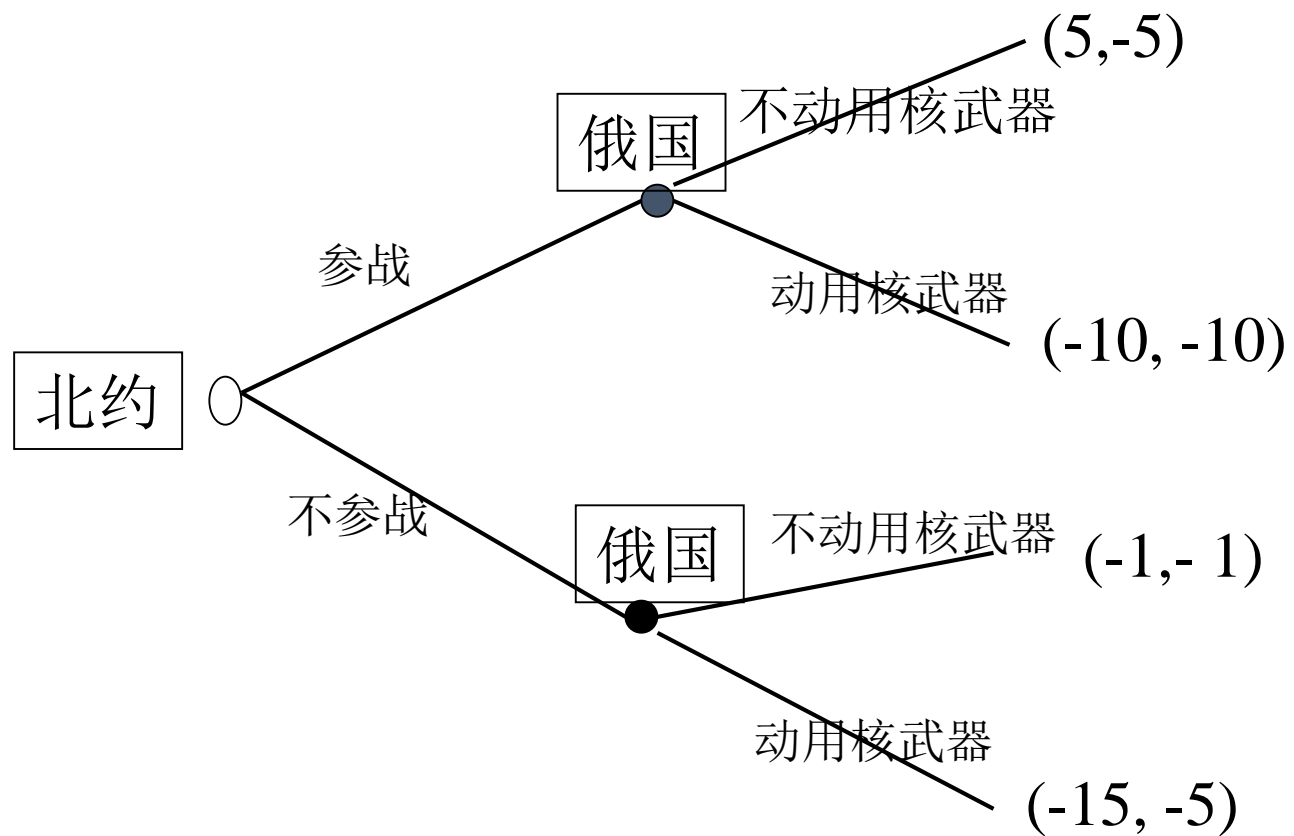 (5,-5)
不动用核武器
俄国
参战
动用核武器
(-10, -10)
北约
不参战
俄国
不动用核武器
(-1,- 1)
动用核武器
(-15, -5)